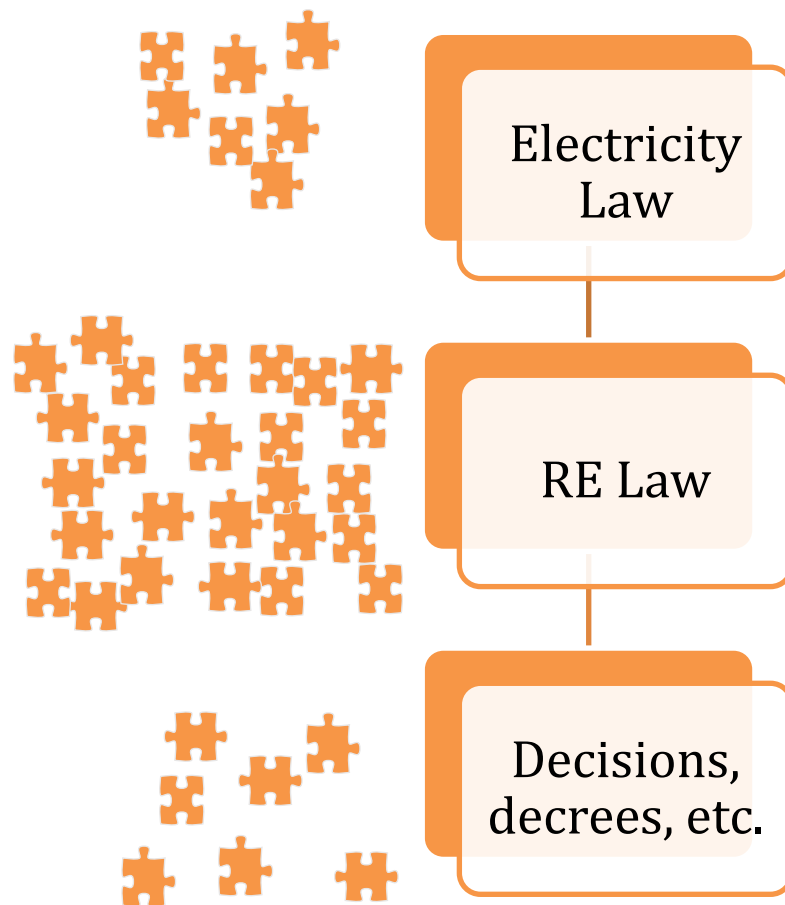 Electricity
Law
RE Law
Decisions,
decrees, etc.